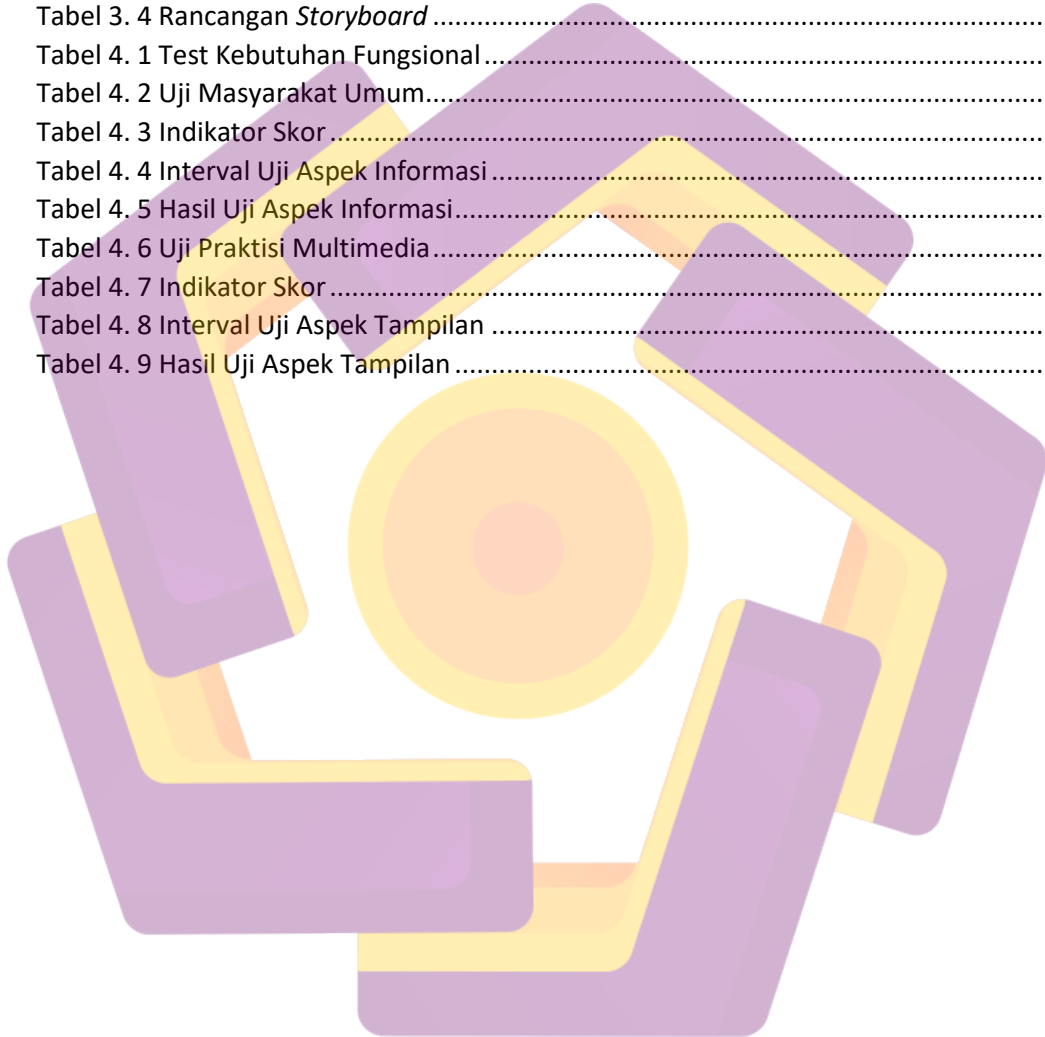 Tabel 3. 4 Rancangan Storyboard ................................................................................
Tabel 4. 1 Test Kebutuhan Fungsional .........................................................................
Tabel 4. 2 Uji Masyarakat Umum................................................................................
Tabel 4. 3 Indikator Skor ............................................................................................
Tabel 4. 4 Interval Uji Aspek Informasi ........................................................................
Tabel 4. 5 Hasil Uji Aspek Informasi.............................................................................
Tabel 4. 6 Uji Praktisi Multimedia................................................................................
Tabel 4. 7 Indikator Skor ............................................................................................
Tabel 4. 8 Interval Uji Aspek Tampilan ........................................................................
Tabel 4. 9 Hasil Uji Aspek Tampilan .............................................................................